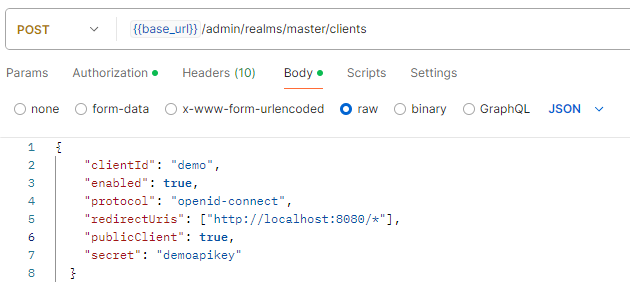 POST {{base_url}}/admin/realms/master/clients
Params Authorization Headers (10) Body Scripts Settings
none form-data x-www-form-urlencoded raw binary GraphQL JSON
1 {
2 "clientId": "demo",
3 "enabled": true,
4 "protocol": "openid-connect",
5 "redirectUris": ["http://localhost:8080/*"],
6 "publicClient": true,
7 "secret": "demoapikey"
8 }